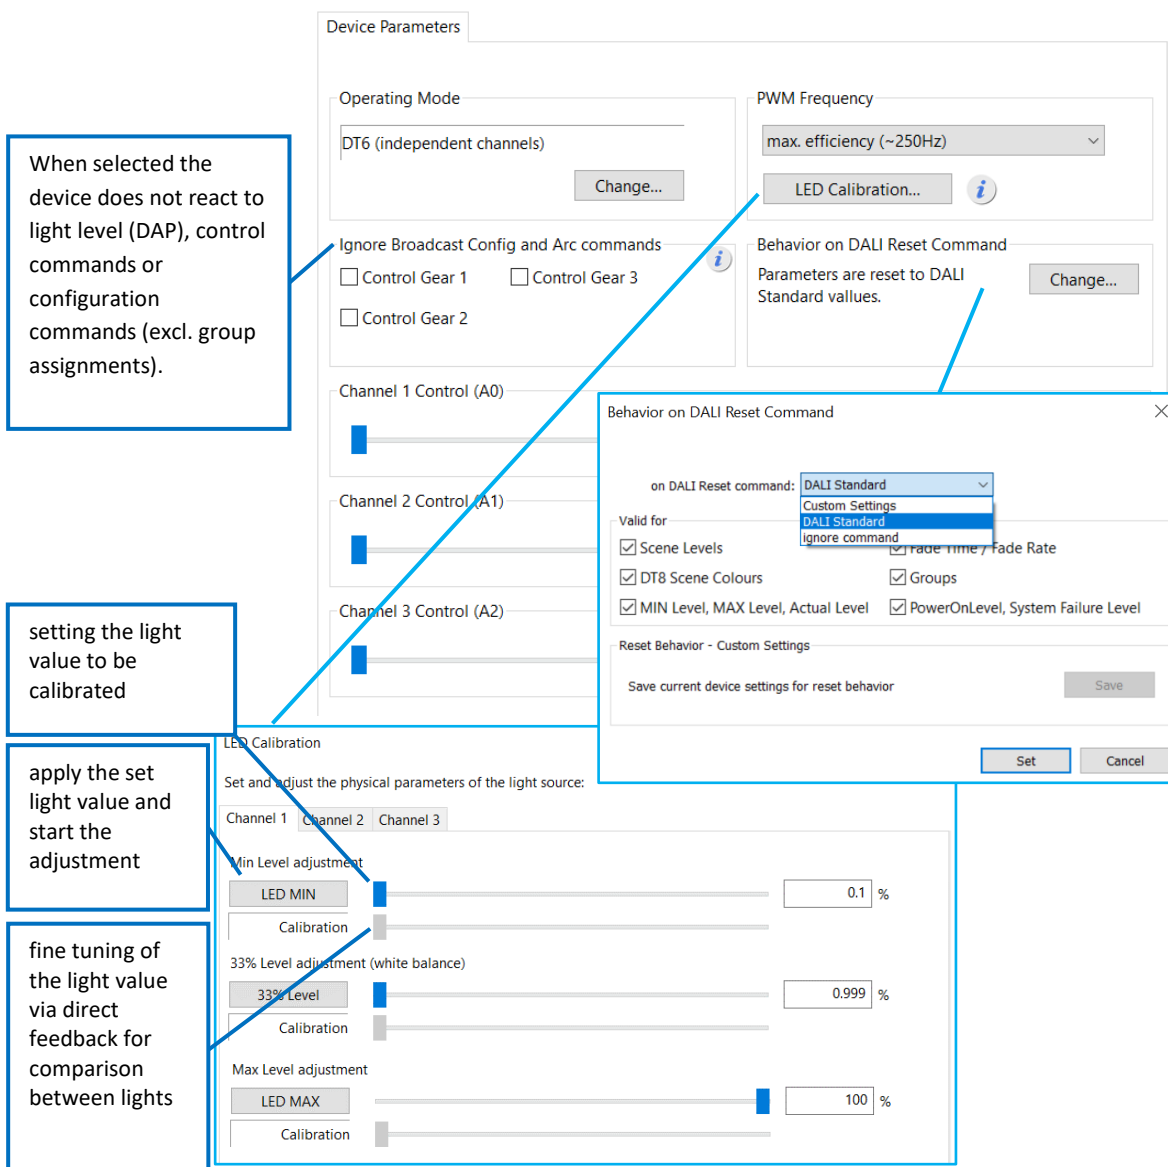 Device Parameters
Operating Mode
DT6 (independent channels)
Change...
PWM Frequency
max. efficiency (~250Hz)
LED Calibration...
i
When selected the
device does not react to
light level (DAP), control
commands or
configuration
commands (excl. group
assignments).
Ignore Broadcast Config and Arc commands
i
Control Gear 1
Control Gear 3
Control Gear 2
Behavior on DALI Reset Command
Parameters are reset to DALI
Standard vallues.
Change...
Channel 1 Control (A0)
Channel 2 Control (A1)
Channel 3 Control (A2)
Behavior on DALI Reset Command
on DALI Reset command:
DALI Standard
Custom Settings
DALI Standard
ignore command
Valid for
Scene Levels
Fade Time / Fade Rate
DT8 Scene Colours
Groups
MIN Level, MAX Level, Actual Level
PowerOnLevel, System Failure Level
Reset Behavior - Custom Settings
Save current device settings for reset behavior
Save
Set
Cancel
setting the light
value to be
calibrated
apply the set
light value and
start the
adjustment
fine tuning of
the light value
via direct
feedback for
comparison
between lights
LED Calibration
Set and adjust the physical parameters of the light source:
Channel 1
Channel 2
Channel 3
Min Level adjustment
LED MIN
0.1 %
Calibration
33% Level adjustment (white balance)
33% Level
0.999 %
Calibration
Max Level adjustment
LED MAX
100 %
Calibration